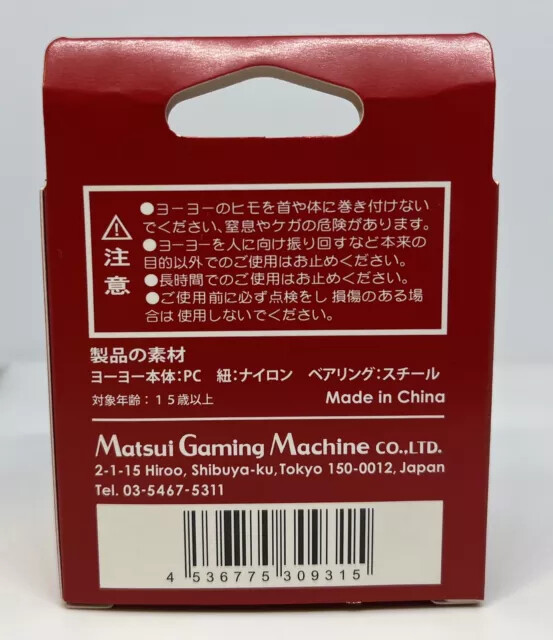 注意
●ヨーヨーのヒモを首や体に巻き付けない
でください、窒息やケガの危険があります。
●ヨーヨーを人に向け振り回すなど本来の
目的以外でのご使用はお止めください。
●長時間でのご使用はお止めください。
●ご使用前に必ず点検をし 損傷のある場
合は 使用しないでください。
製品の素材
ヨーヨー本体:PC 紐:ナイロン ベアリング:スチール
対象年齢:15歳以上 Made in China
Matsui Gaming Machine CO.,LTD.
2-1-15 Hiroo, Shibuya-ku,Tokyo 150-0012, Japan
Tel. 03-5467-5311
4 536775 309315